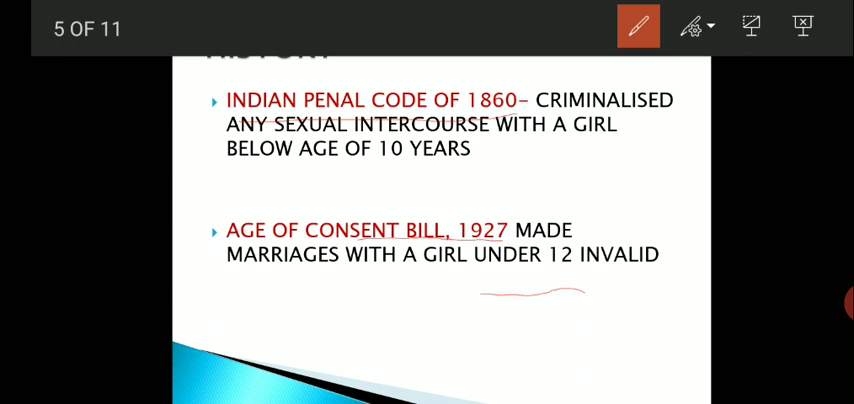 5 OF 11
HISTORY
INDIAN PENAL CODE OF 1860- CRIMINALISED
ANY SEXUAL INTERCOURSE WITH A GIRL
BELOW AGE OF 10 YEARS
AGE OF CONSENT BILL, 1927 MADE
MARRIAGES WITH A GIRL UNDER 12 INVALID